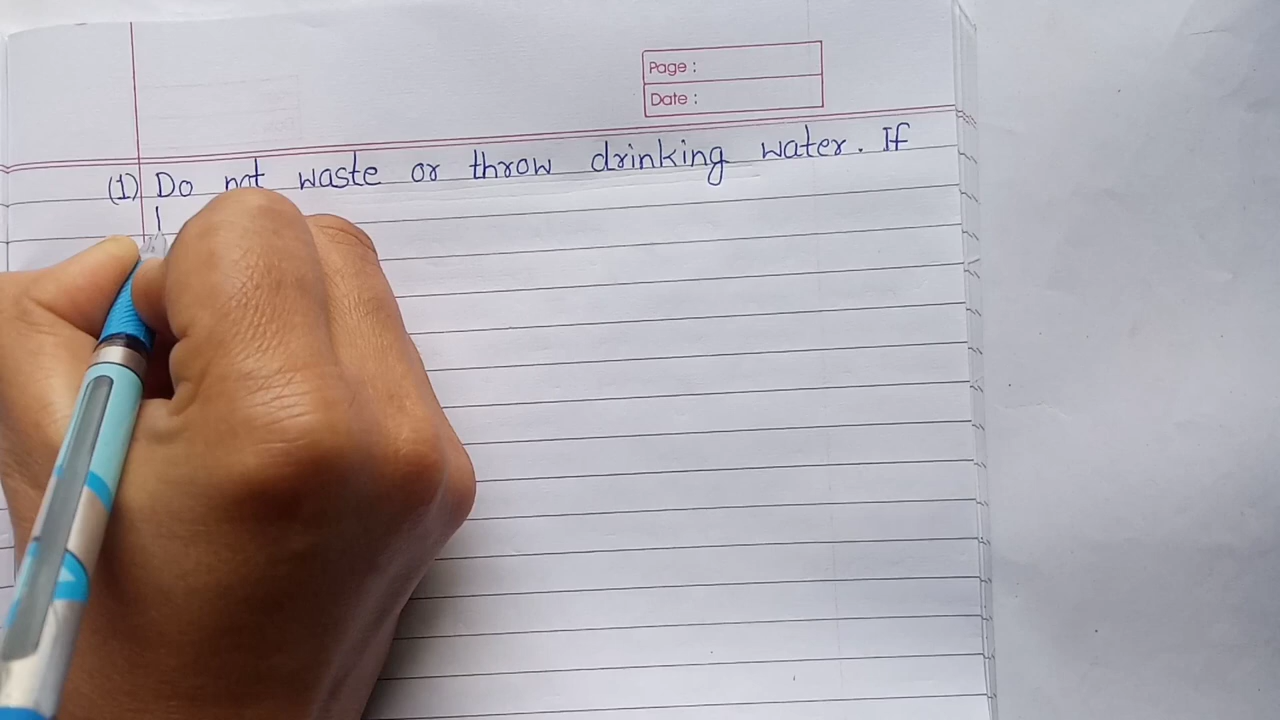 Page :
Date :
(1) Do not waste or throw drinking water. If